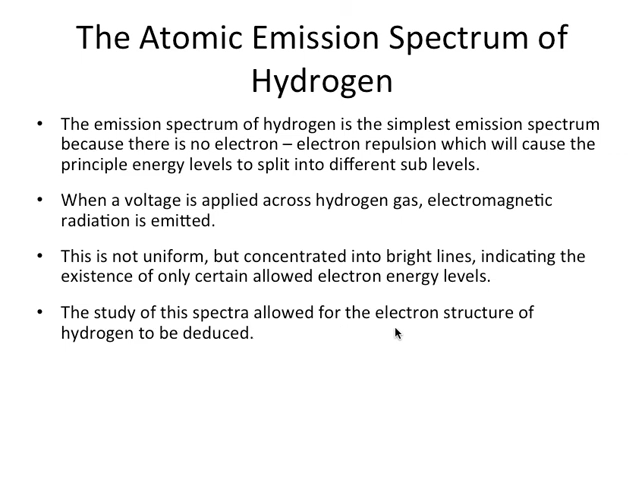 The Atomic Emission Spectrum of
Hydrogen
• The emission spectrum of hydrogen is the simplest emission spectrum
because there is no electron – electron repulsion which will cause the
principle energy levels to split into different sub levels.
• When a voltage is applied across hydrogen gas, electromagnetic
radiation is emitted.
• This is not uniform, but concentrated into bright lines, indicating the
existence of only certain allowed electron energy levels.
• The study of this spectra allowed for the electron structure of
hydrogen to be deduced.